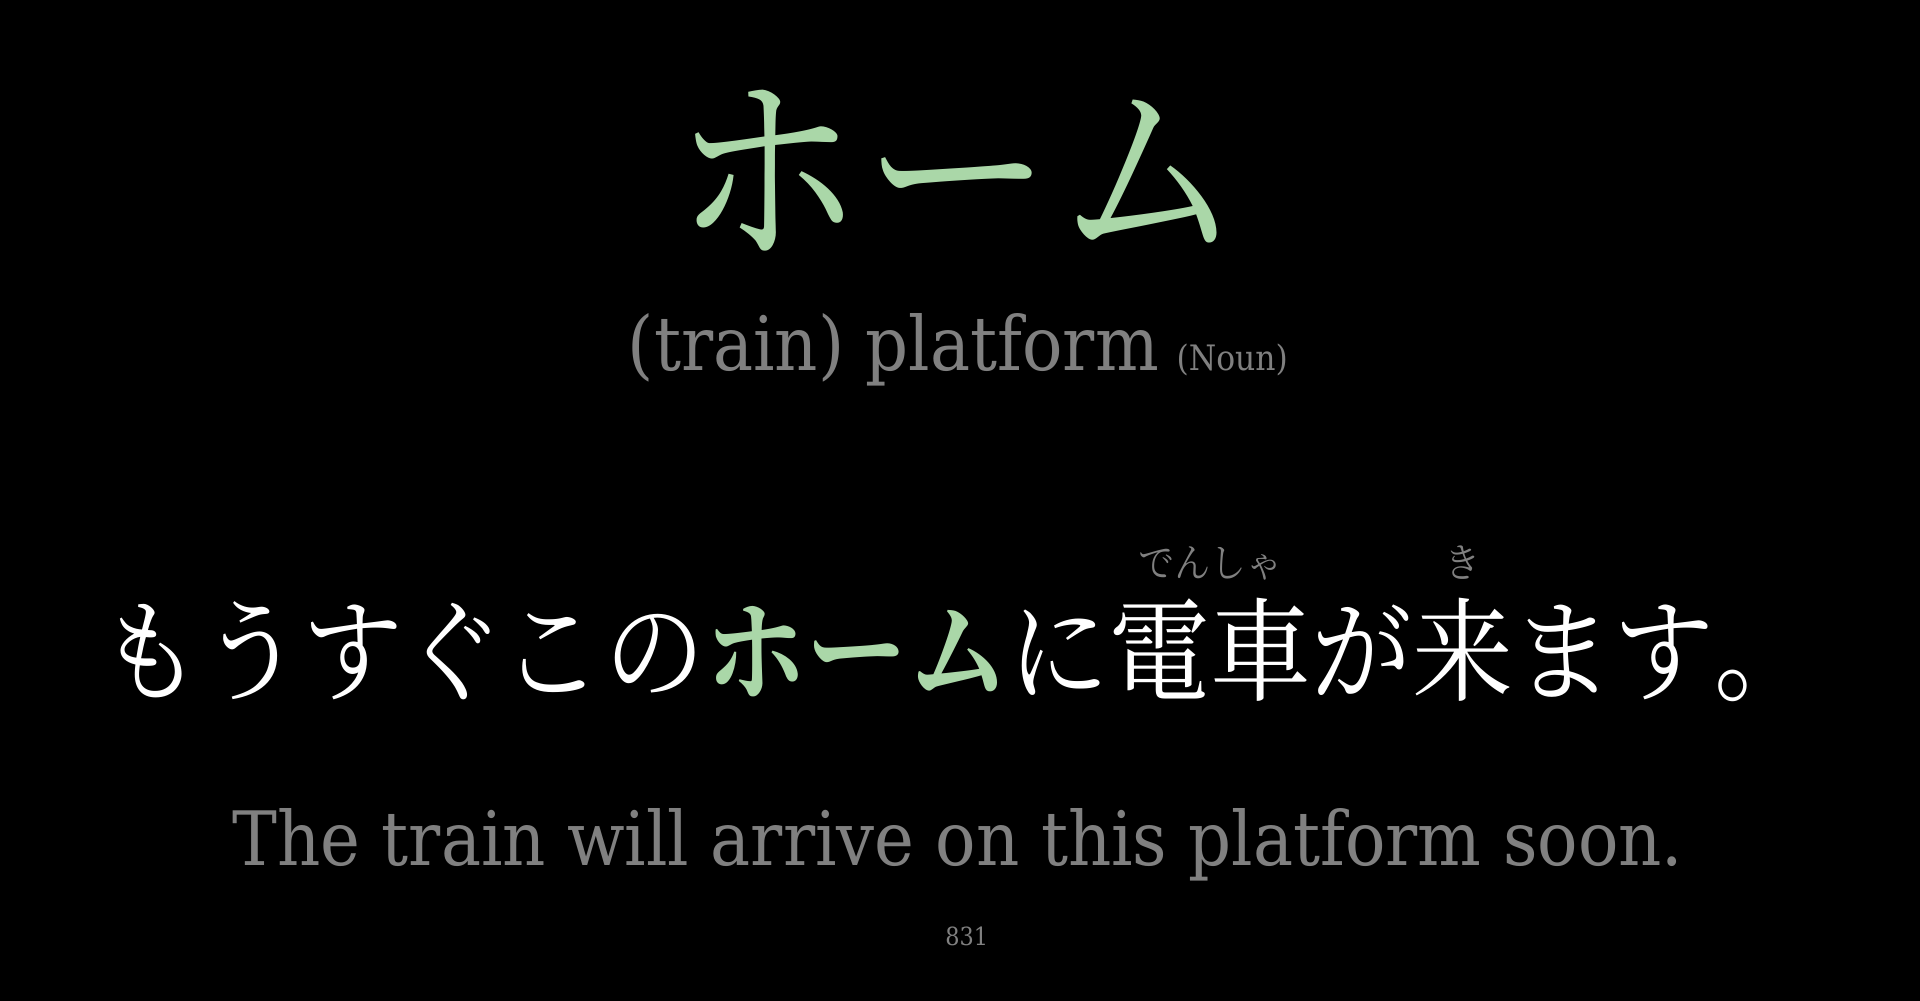 ホーム
(train) platform (Noun)
でんしゃ き
もうすぐこのホームに電車が来ます。
The train will arrive on this platform soon.
831